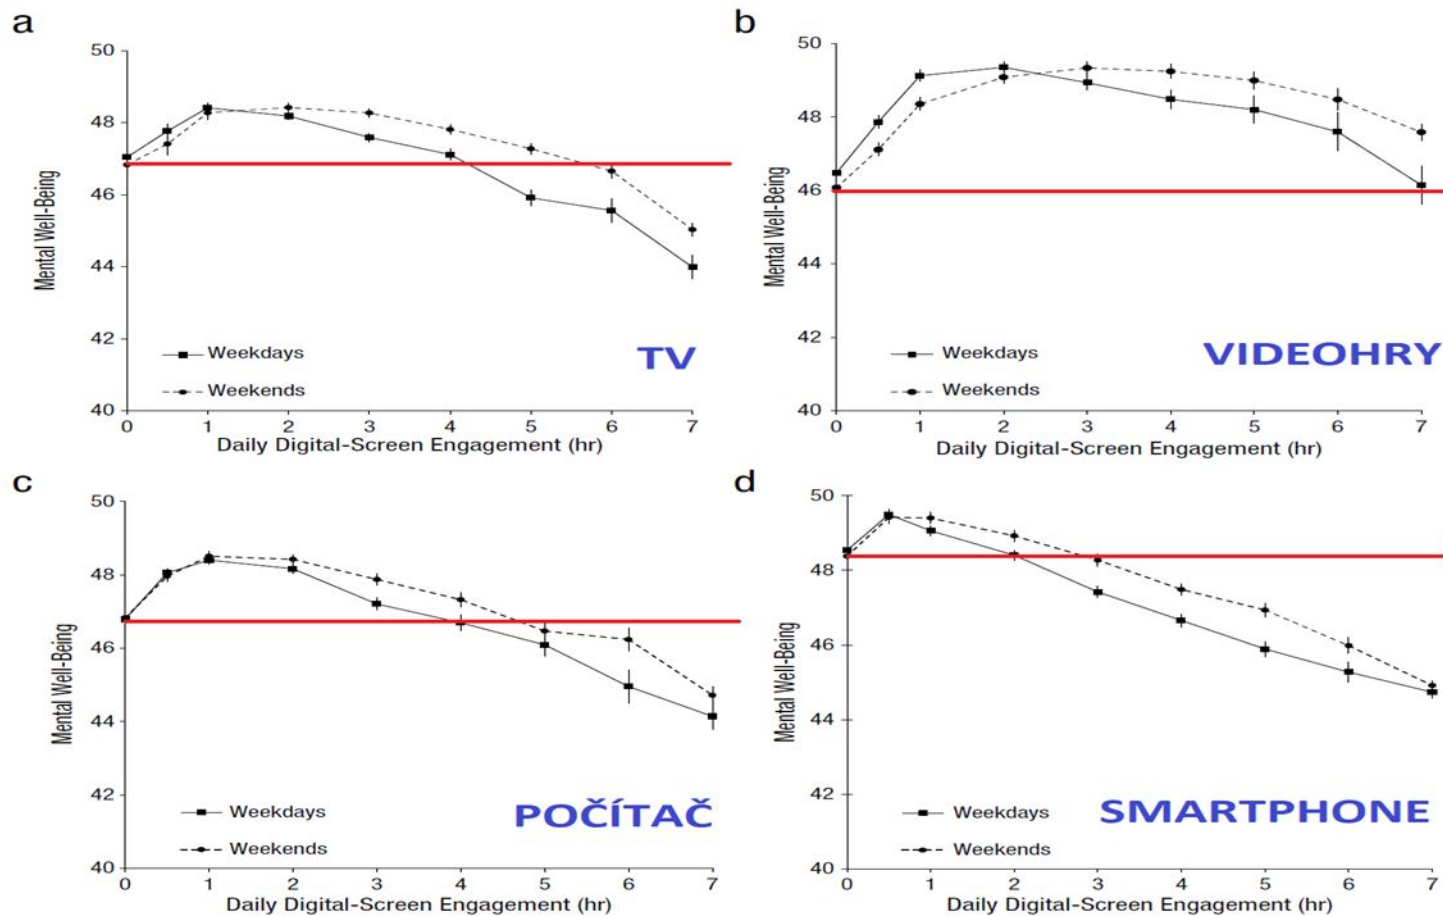 a
50
48
46
44
42
40
Mental Well-Being
Weekdays
Weekends
TV
0 1 2 3 4 5 6 7
Daily Digital-Screen Engagement (hr)
b
50
48
46
44
42
40
Mental Well-Being
Weekdays
Weekends
VIDEOHRY
0 1 2 3 4 5 6 7
Daily Digital-Screen Engagement (hr)
c
50
48
46
44
42
40
Mental Well-Being
Weekdays
Weekends
POČÍTAČ
0 1 2 3 4 5 6 7
Daily Digital-Screen Engagement (hr)
d
50
48
46
44
42
40
Mental Well-Being
Weekdays
Weekends
SMARTPHONE
0 1 2 3 4 5 6 7
Daily Digital-Screen Engagement (hr)